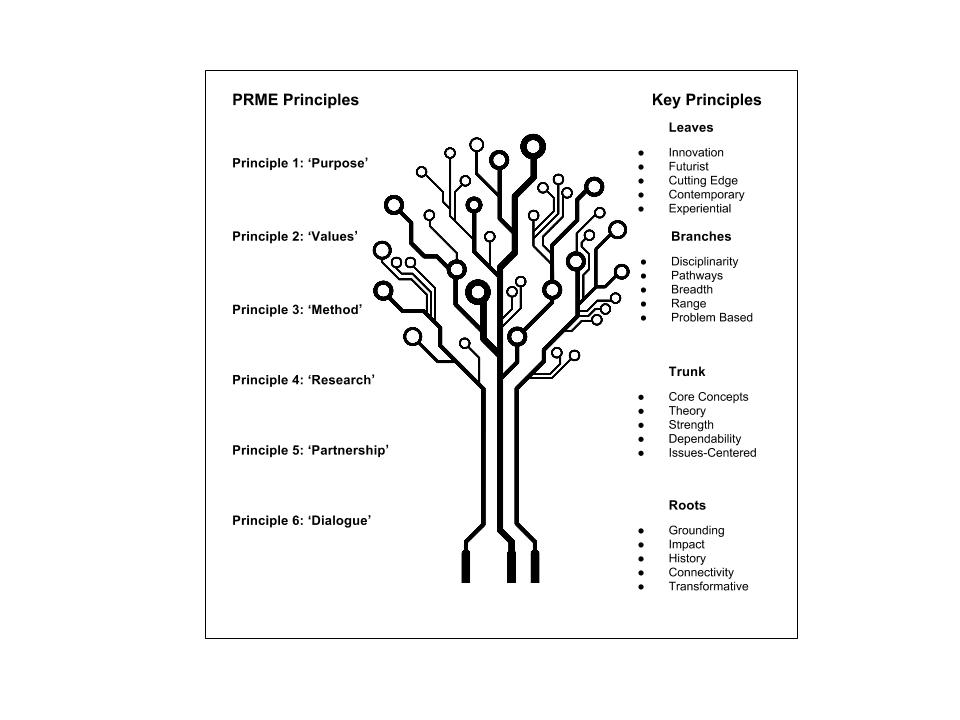 PRME Principles
Principle 1: ‘Purpose’
Principle 2: ‘Values’
Principle 3: ‘Method’
Principle 4: ‘Research’
Principle 5: ‘Partnership’
Principle 6: ‘Dialogue’
Key Principles
Leaves
● Innovation
● Futurist
● Cutting Edge
● Contemporary
● Experiential
Branches
● Disciplinarity
● Pathways
● Breadth
● Range
● Problem Based
Trunk
● Core Concepts
● Theory
● Strength
● Dependability
● Issues-Centered
Roots
● Grounding
● Impact
● History
● Connectivity
● Transformative